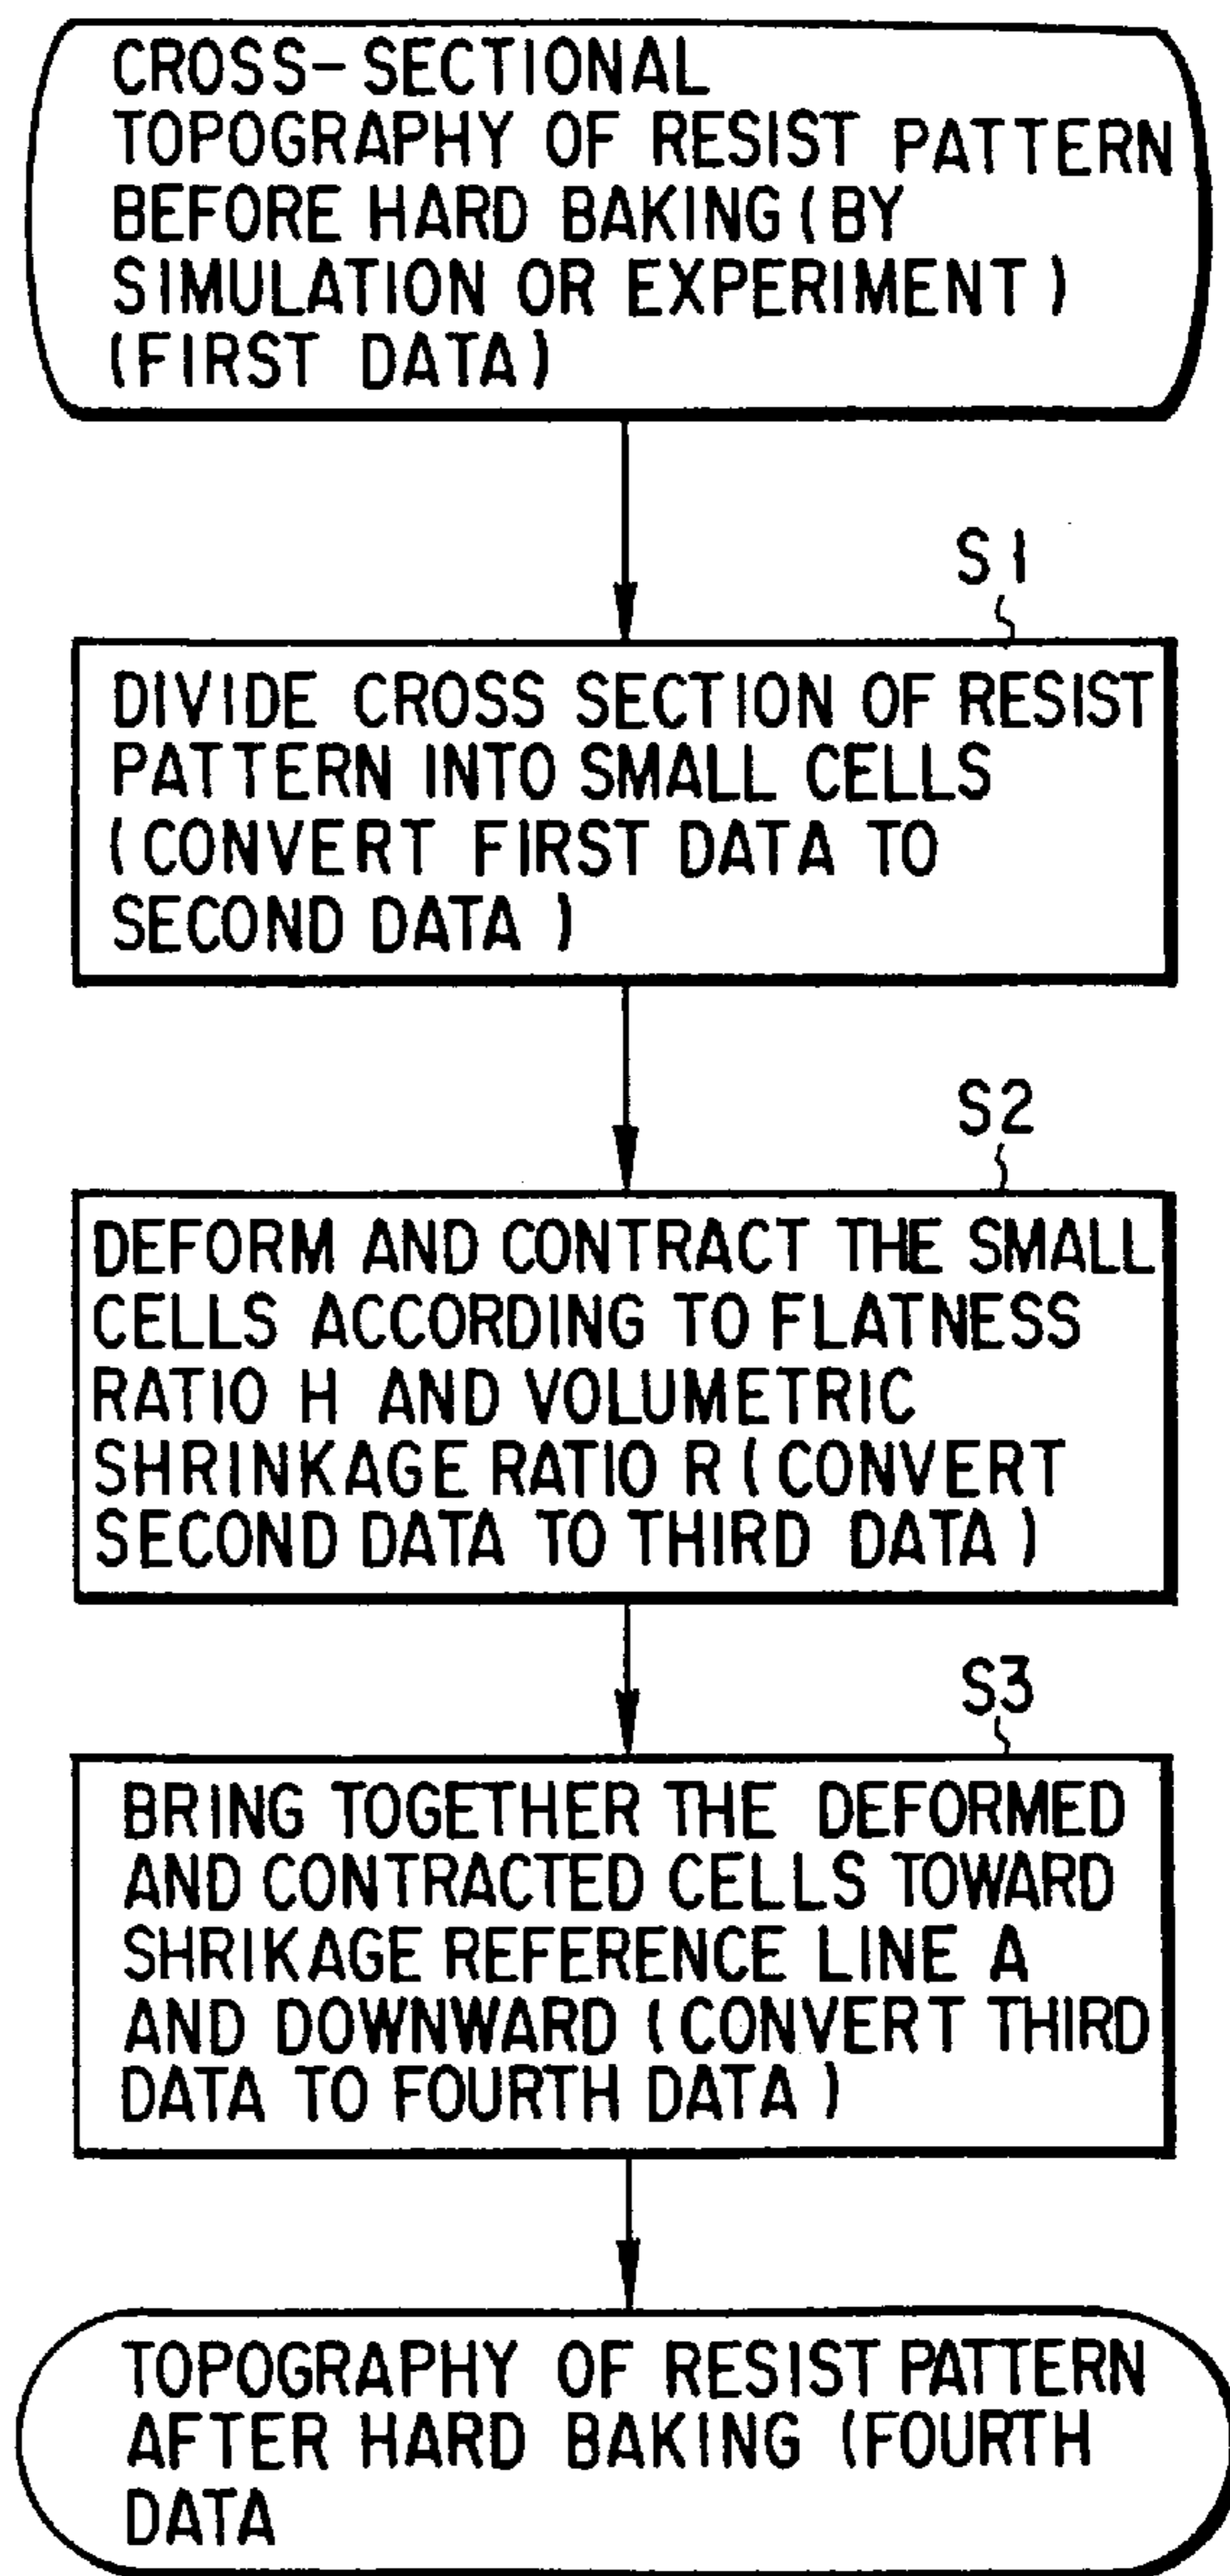 CROSS-SECTIONAL
TOPOGRAPHY OF RESIST PATTERN
BEFORE HARD BAKING (BY
SIMULATION OR EXPERIMENT)
(FIRST DATA)
S1
DIVIDE CROSS SECTION OF RESIST
PATTERN INTO SMALL CELLS
(CONVERT FIRST DATA TO
SECOND DATA)
S2
DEFORM AND CONTRACT THE SMALL
CELLS ACCORDING TO FLATNESS
RATIO H AND VOLUMETRIC
SHRINKAGE RATIO R (CONVERT
SECOND DATA TO THIRD DATA)
S3
BRING TOGETHER THE DEFORMED
AND CONTRACTED CELLS TOWARD
SHRIKAGE REFERENCE LINE A
AND DOWNWARD (CONVERT THIRD
DATA TO FOURTH DATA)
TOPOGRAPHY OF RESIST PATTERN
AFTER HARD BAKING (FOURTH
DATA